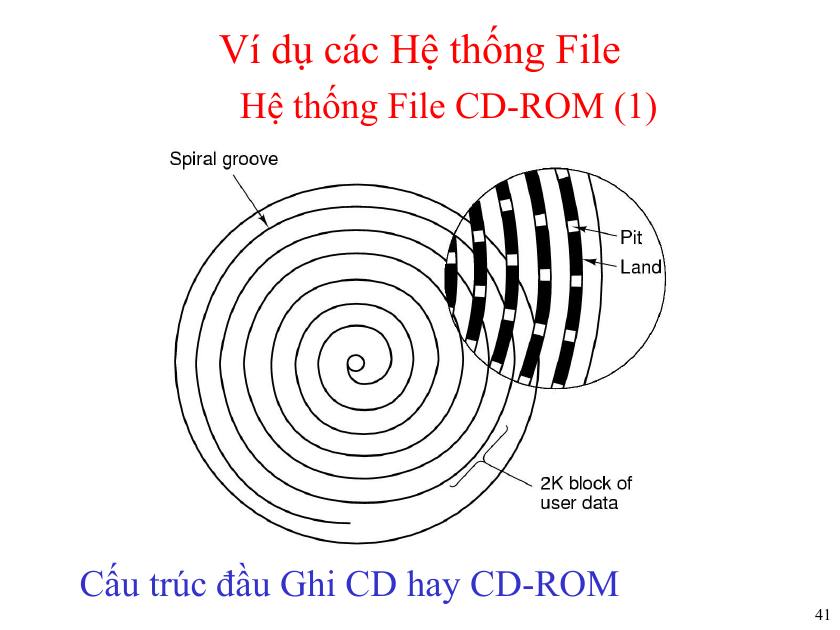 Ví dụ các Hệ thống File
Hệ thống File CD-ROM (1)
Spiral groove
Pit
Land
2K block of
user data
Cấu trúc đầu Ghi CD hay CD-ROM
41